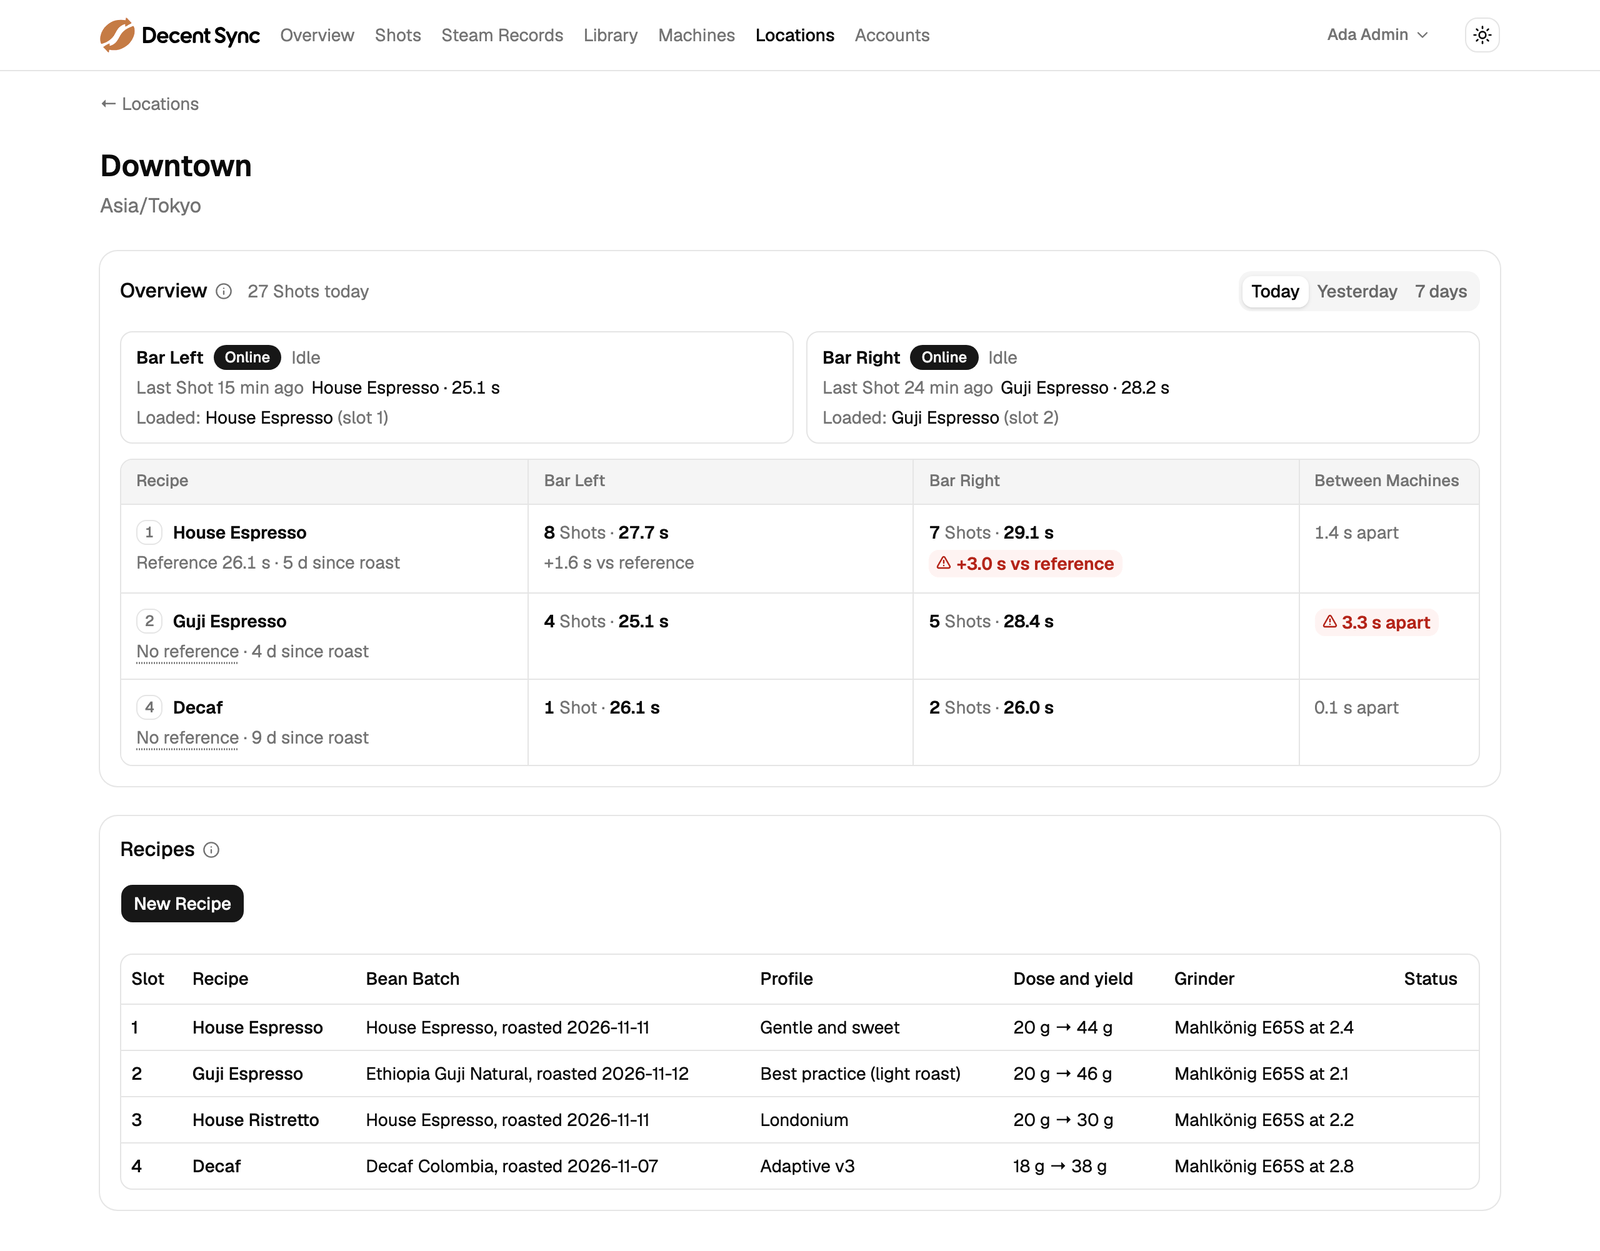 Decent Sync Overview Shots Steam Records Library Machines Locations Accounts Ada Admin
← Locations
Downtown
Asia/Tokyo
Overview 27 Shots today Today Yesterday 7 days
Bar Left Online Idle
Last Shot 15 min ago House Espresso · 25.1 s
Loaded: House Espresso (slot 1)
Bar Right Online Idle
Last Shot 24 min ago Guji Espresso · 28.2 s
Loaded: Guji Espresso (slot 2)
Recipe Bar Left Bar Right Between Machines
1 House Espresso 8 Shots · 27.7 s 7 Shots · 29.1 s 1.4 s apart
Reference 26.1 s · 5 d since roast +1.6 s vs reference +3.0 s vs reference
2 Guji Espresso 4 Shots · 25.1 s 5 Shots · 28.4 s 3.3 s apart
No reference · 4 d since roast
4 Decaf 1 Shot · 26.1 s 2 Shots · 26.0 s 0.1 s apart
No reference · 9 d since roast
Recipes
New Recipe
Slot Recipe Bean Batch Profile Dose and yield Grinder Status
1 House Espresso House Espresso, roasted 2026-11-11 Gentle and sweet 20 g → 44 g Mahlkönig E65S at 2.4
2 Guji Espresso Ethiopia Guji Natural, roasted 2026-11-12 Best practice (light roast) 20 g → 46 g Mahlkönig E65S at 2.1
3 House Ristretto House Espresso, roasted 2026-11-11 Londonium 20 g → 30 g Mahlkönig E65S at 2.2
4 Decaf Decaf Colombia, roasted 2026-11-07 Adaptive v3 18 g → 38 g Mahlkönig E65S at 2.8